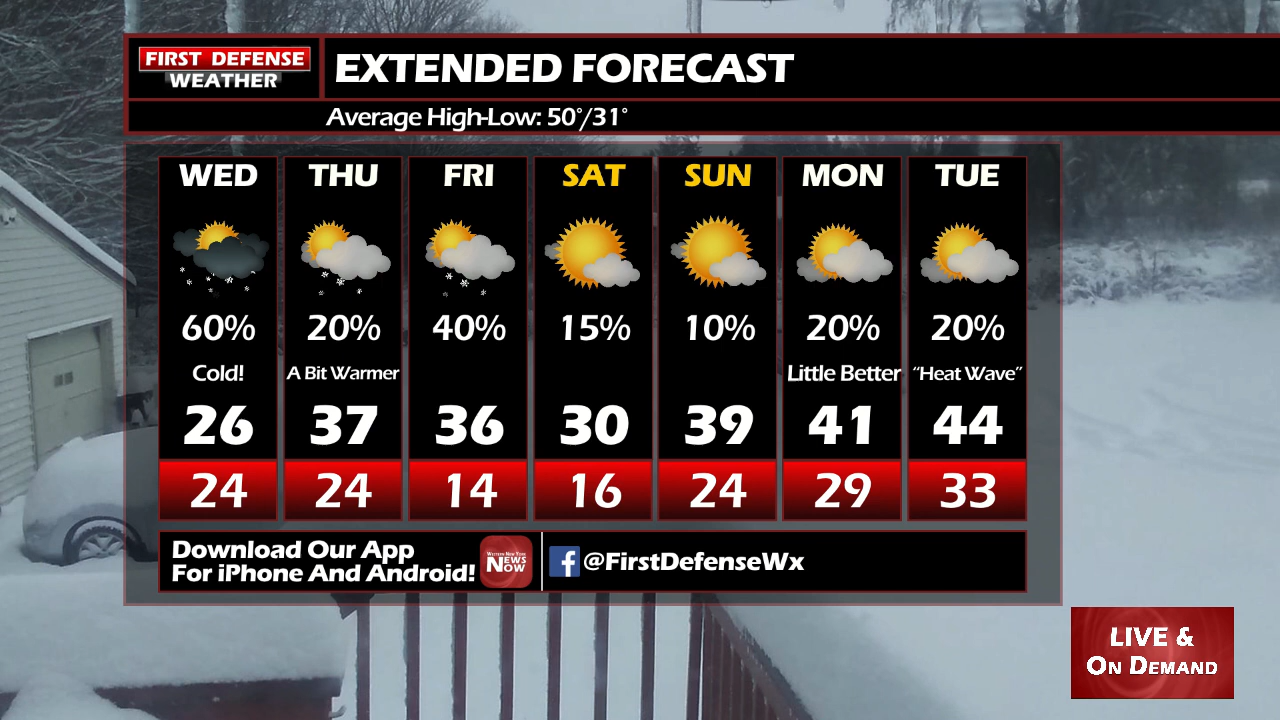 FIRST DEFENSE
WEATHER
EXTENDED FORECAST
Average High-Low: 50°/31°
WED THU FRI SAT SUN MON TUE
60% 20% 40% 15% 10% 20% 20%
Cold! A Bit Warmer Little Better “Heat Wave”
26 37 36 30 39 41 44
24 24 14 16 24 29 33
Download Our App
For iPhone And Android!
WESTERN NEW YORK
NEWS
NOW
f @FirstDefenseWx
LIVE &
ON DEMAND